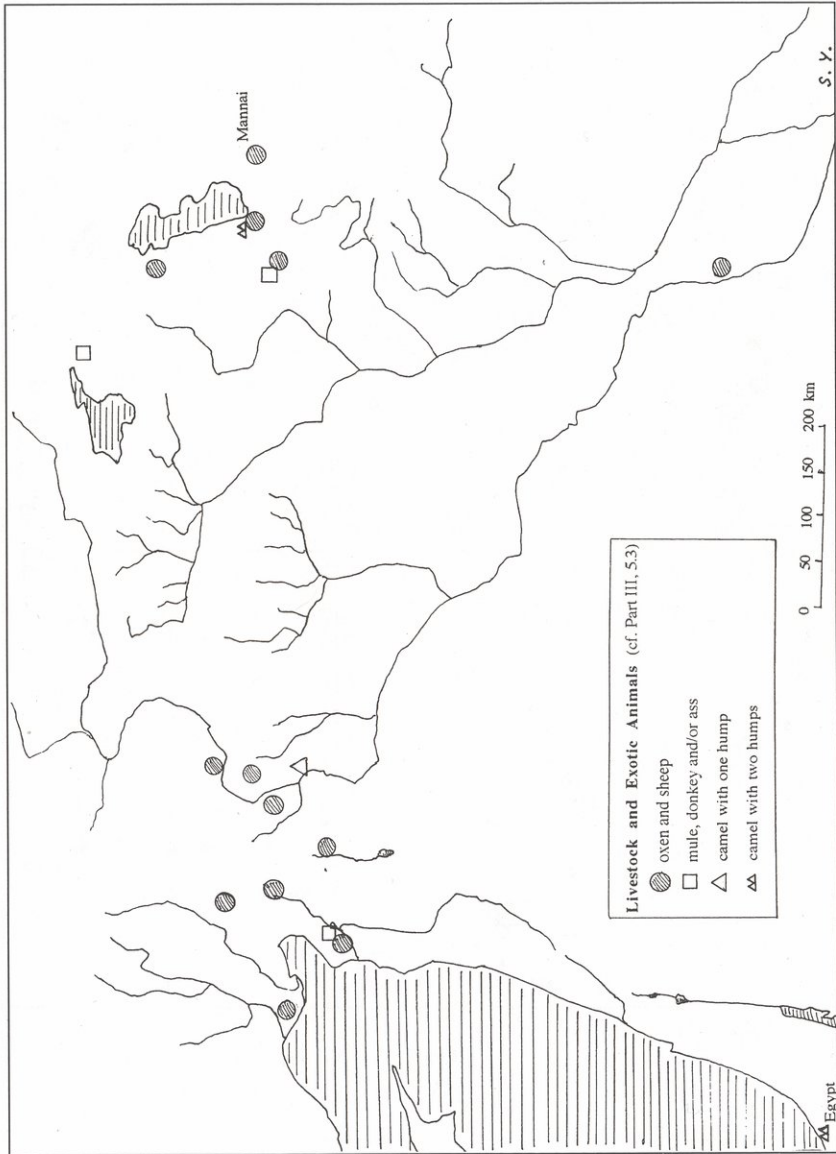 Mannai
Livestock and Exotic Animals (cf. Part III, 5.3)
oxen and sheep
mule, donkey and/or ass
camel with one hump
camel with two humps
0 50 100 150 200 km
Egypt
S. Y.